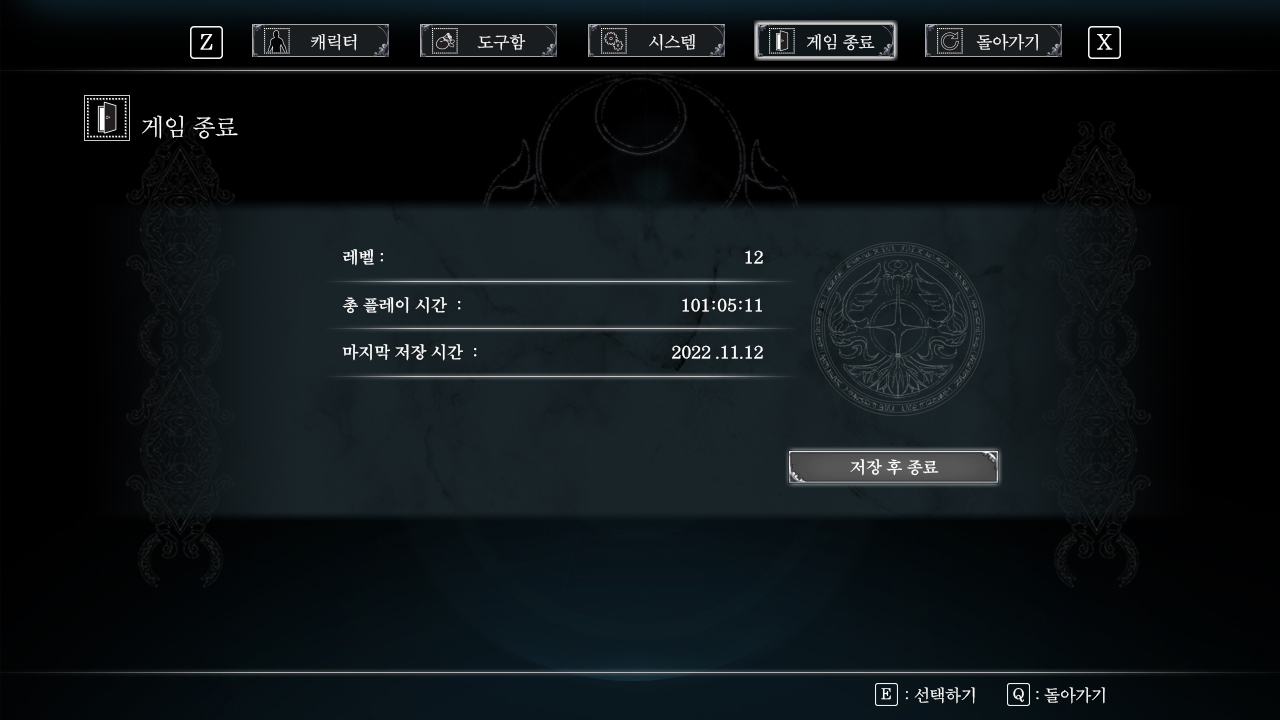 Z 캐릭터 도구함 시스템 게임 종료 돌아가기 X
게임 종료
레벨 : 12
총 플레이 시간 : 101:05:11
마지막 저장 시간 : 2022 .11.12
저장 후 종료
E : 선택하기 Q : 돌아가기